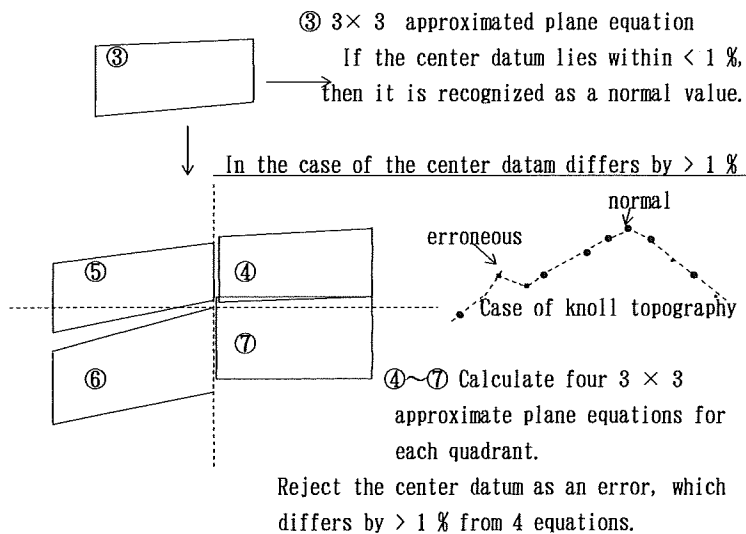 ③ 3× 3 approximated plane equation
If the center datum lies within < 1 %,
then it is recognized as a normal value.
③
In the case of the center datam differs by > 1 %
normal
erroneous
⑤
④
Case of knoll topography
⑦
⑥
④～⑦ Calculate four 3 × 3
approximate plane equations for
each quadrant.
Reject the center datum as an error, which
differs by > 1 % from 4 equations.